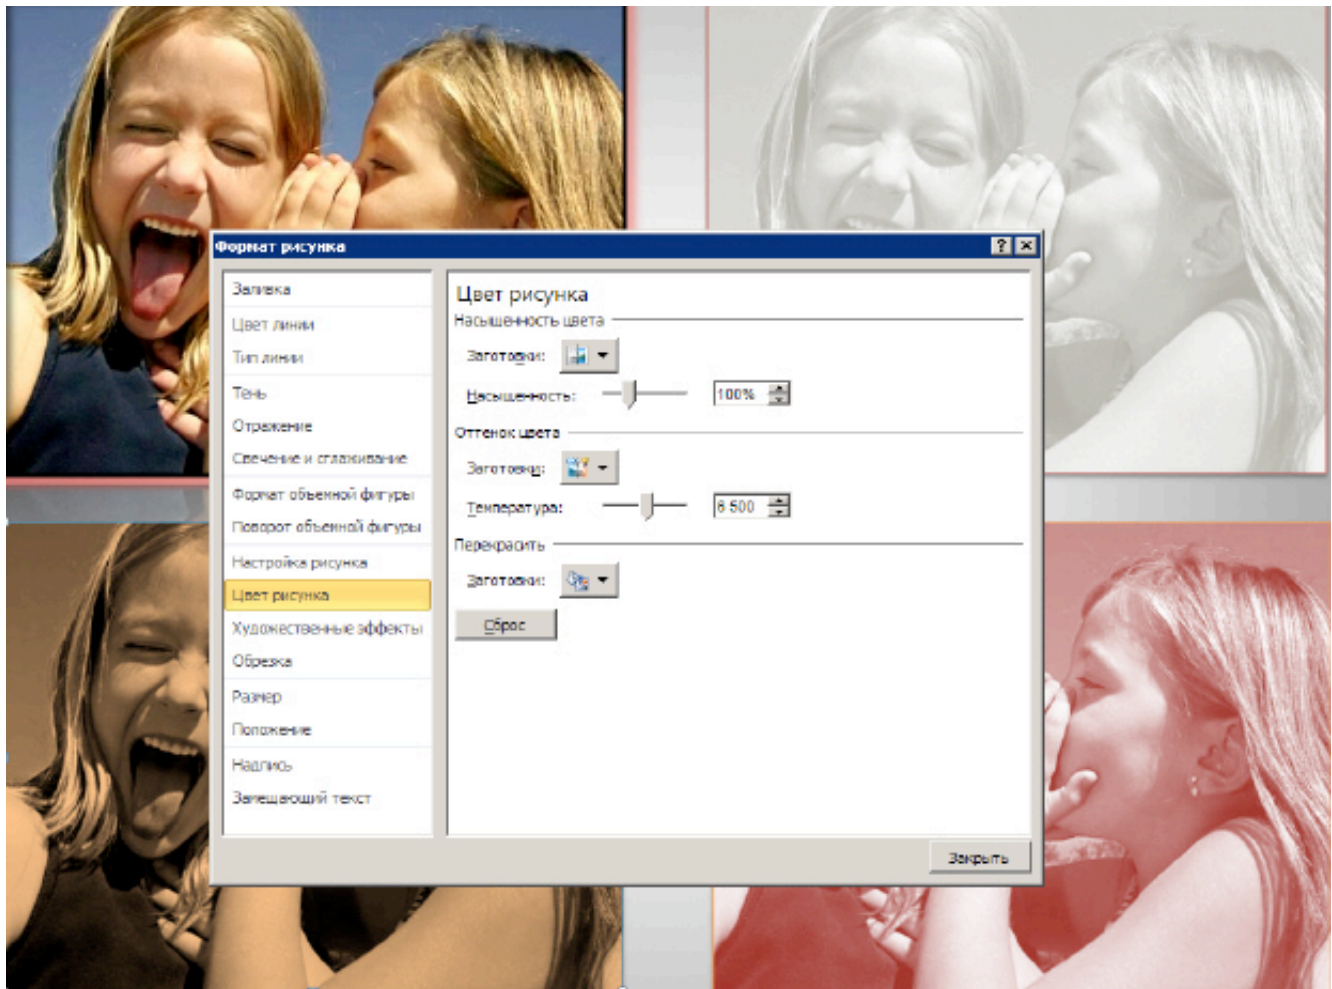 Формат рисунка
Заливка
Цвет линии
Тип линии
Тень
Отражение
Свечение и сглаживание
Формат объемной фигуры
Поворот объемной фигуры
Настройка рисунка
Цвет рисунка
Художественные эффекты
Обрезка
Размер
Положение
Надпись
Замещающий текст
Цвет рисунка
Насыщенность цвета
Заготовки:
Насыщенность: 100%
Оттенок цвета
Заготовки:
Температура: 6 500
Перекрасить
Заготовки:
Сброс
Закрыть